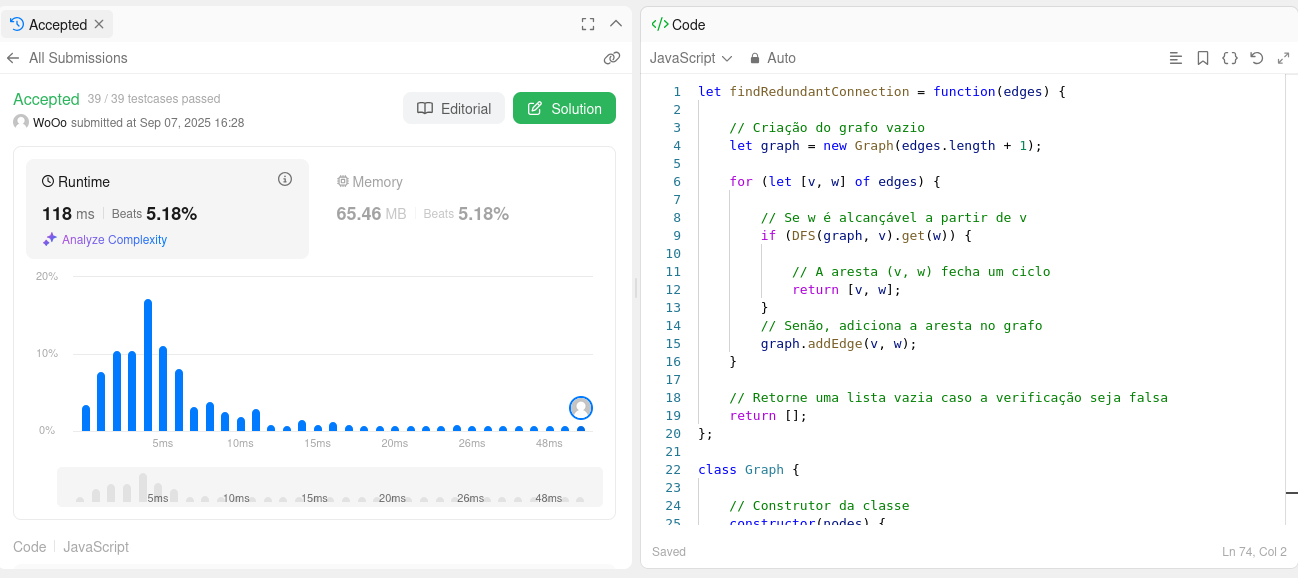 Accepted
All Submissions
Accepted 39 / 39 testcases passed
WoOo submitted at Sep 07, 2025 16:28
Editorial
Solution
Runtime
118 ms Beats 5.18%
Analyze Complexity
Memory
65.46 MB Beats 5.18%
20%
10%
0%
5ms 10ms 15ms 20ms 26ms 48ms
5ms 10ms 15ms 20ms 26ms 48ms
Code JavaScript
</> Code
JavaScript Auto
1 let findRedundantConnection = function(edges) {
2
3 // Criação do grafo vazio
4 let graph = new Graph(edges.length + 1);
5
6 for (let [v, w] of edges) {
7
8 // Se w é alcançável a partir de v
9 if (DFS(graph, v).get(w)) {
10
11 // A aresta (v, w) fecha um ciclo
12 return [v, w];
13 }
14 // Senão, adiciona a aresta no grafo
15 graph.addEdge(v, w);
16 }
17
18 // Retorne uma lista vazia caso a verificação seja falsa
19 return [];
20 };
21
22 class Graph {
23
24 // Construtor da classe
25 constructor(nodes) {
Saved Ln 74, Col 2